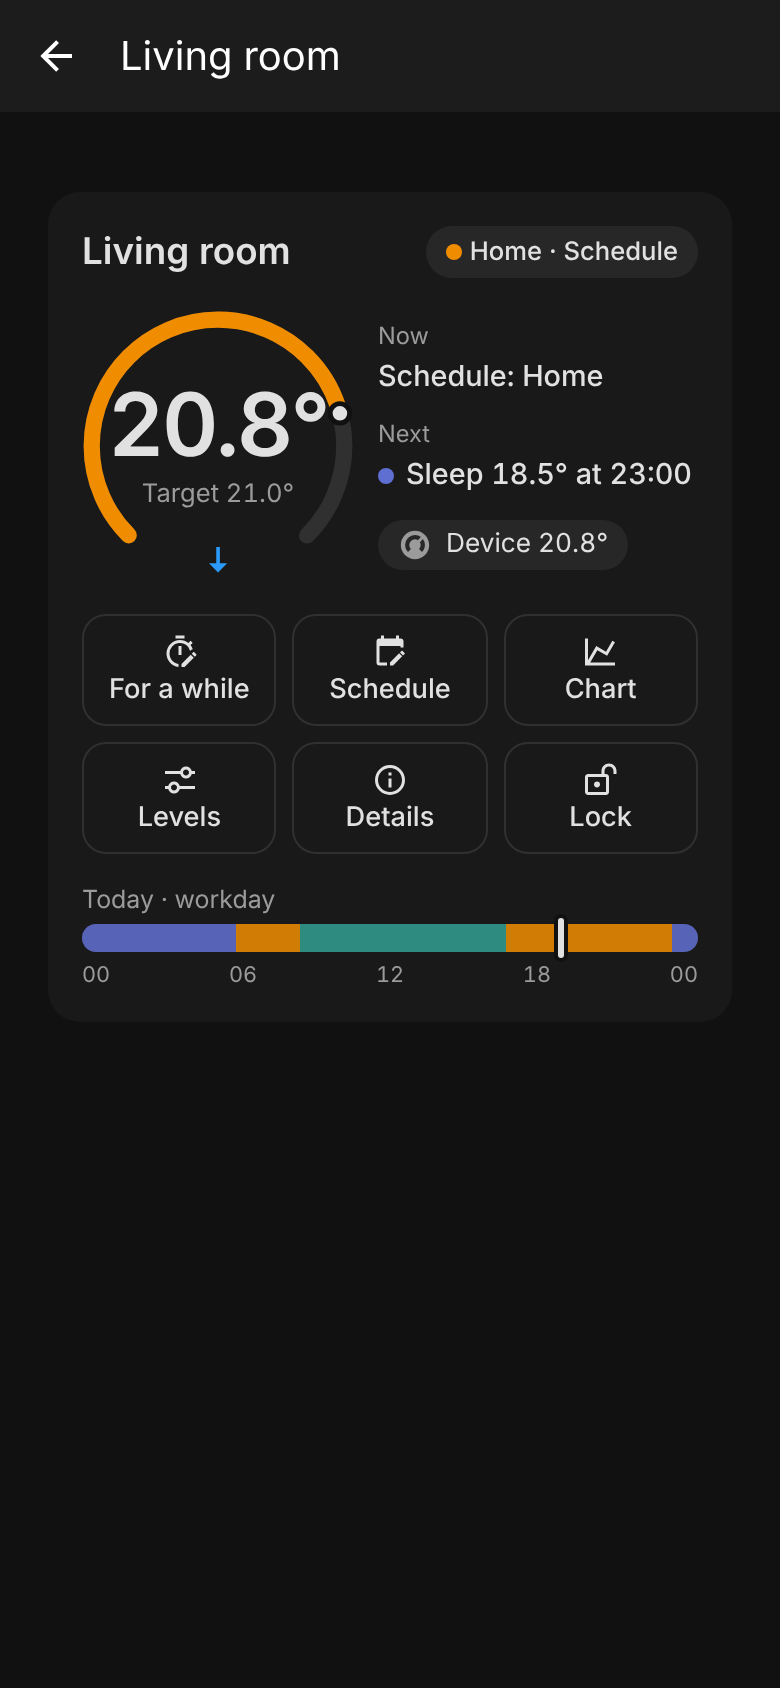 Living room
Living room
Home · Schedule
20.8°
Target 21.0°
Now
Schedule: Home
Next
Sleep 18.5° at 23:00
Device 20.8°
For a while
Schedule
Chart
Levels
Details
Lock
Today · workday
00 06 12 18 00